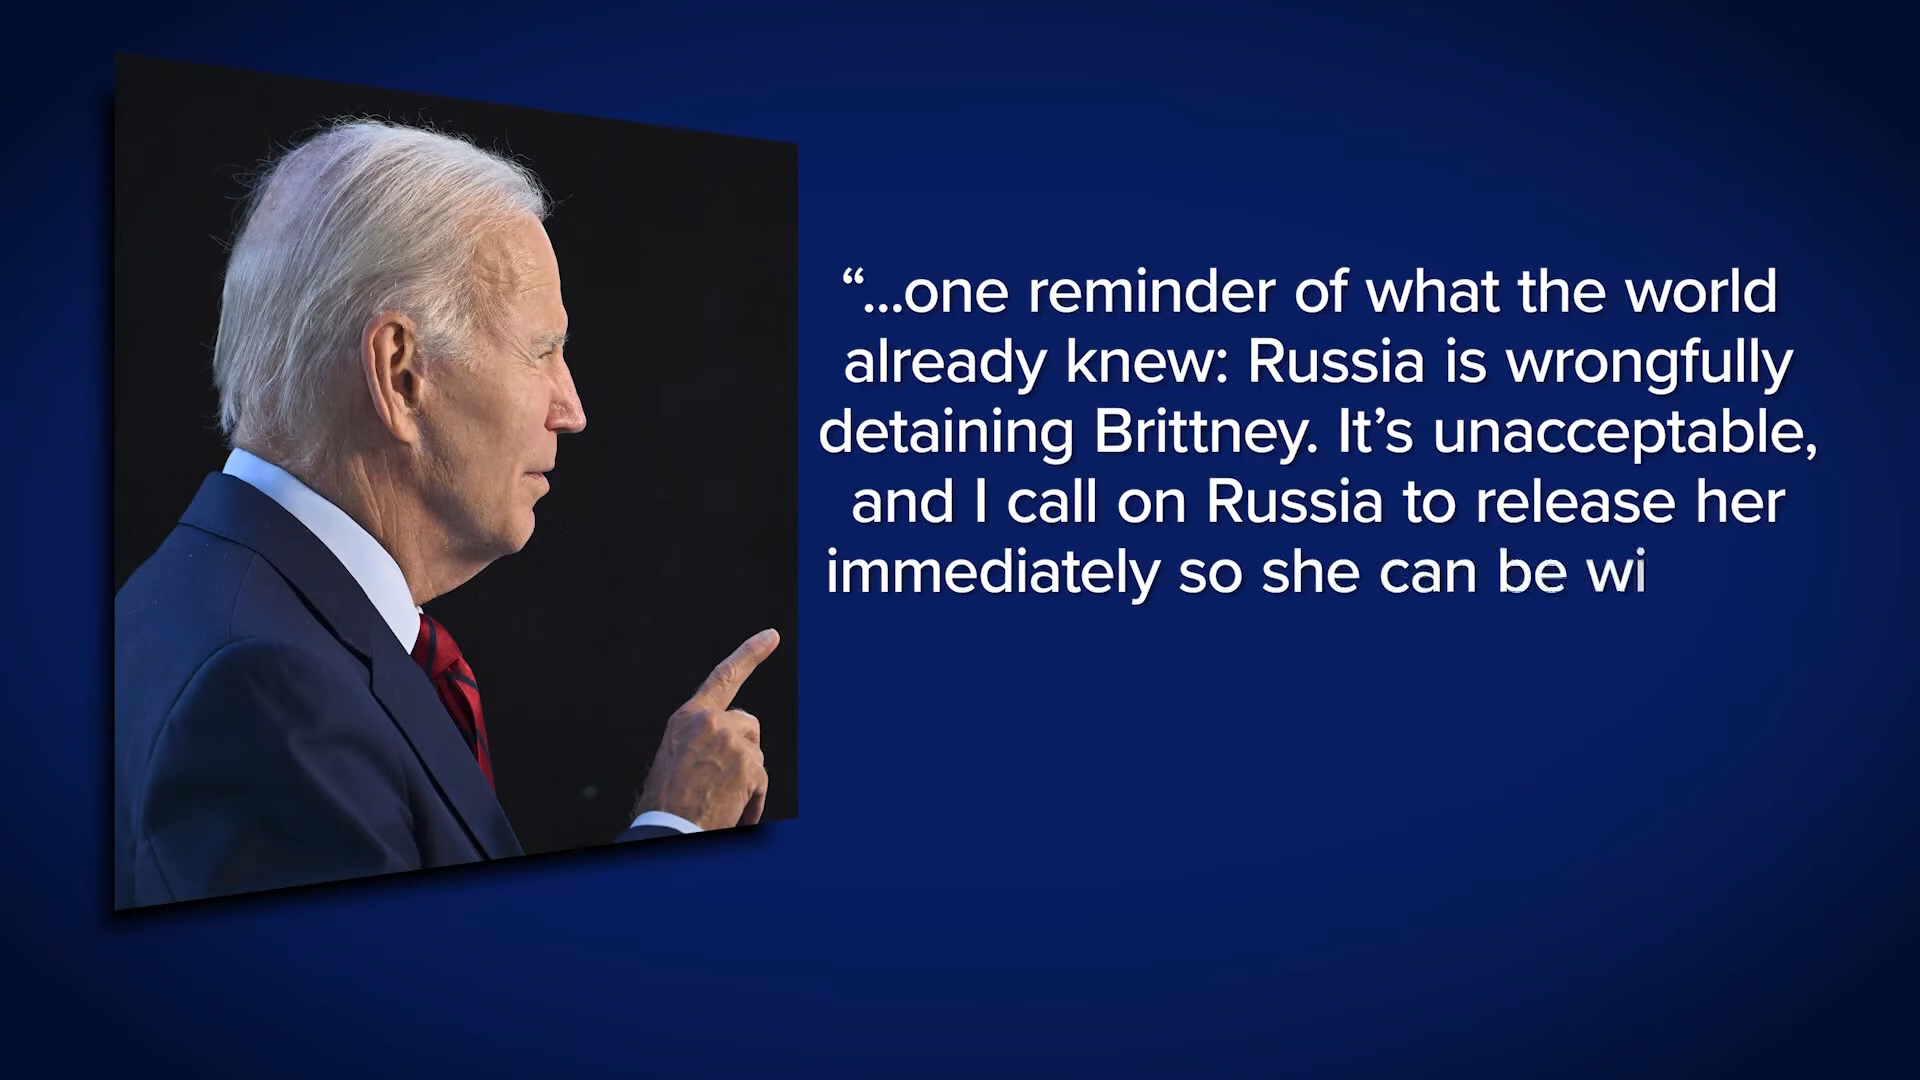 “...one reminder of what the world
already knew: Russia is wrongfully
detaining Brittney. It’s unacceptable,
and I call on Russia to release her
immediately so she can be wi